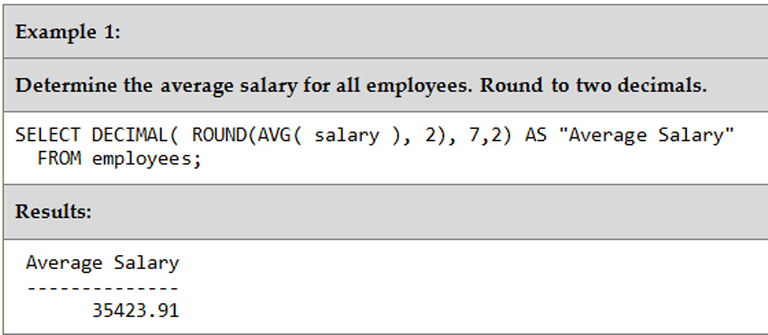 Example 1:
Determine the average salary for all employees. Round to two decimals.
SELECT DECIMAL( ROUND(AVG( salary ), 2), 7,2) AS "Average Salary"
FROM employees;
Results:
Average Salary
--------------
35423.91